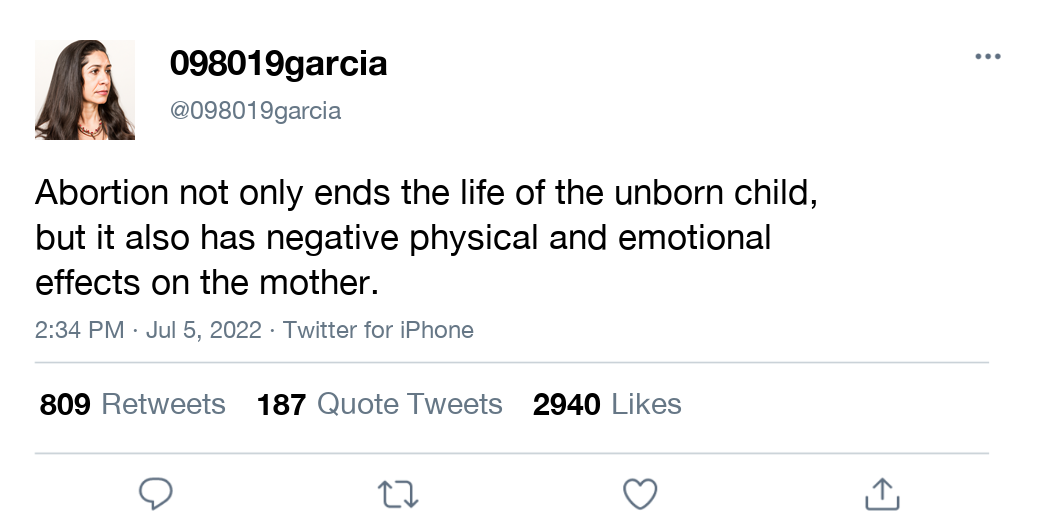 098019garcia
@098019garcia
Abortion not only ends the life of the unborn child,
but it also has negative physical and emotional
effects on the mother.
2:34 PM · Jul 5, 2022 · Twitter for iPhone
809 Retweets 187 Quote Tweets 2940 Likes